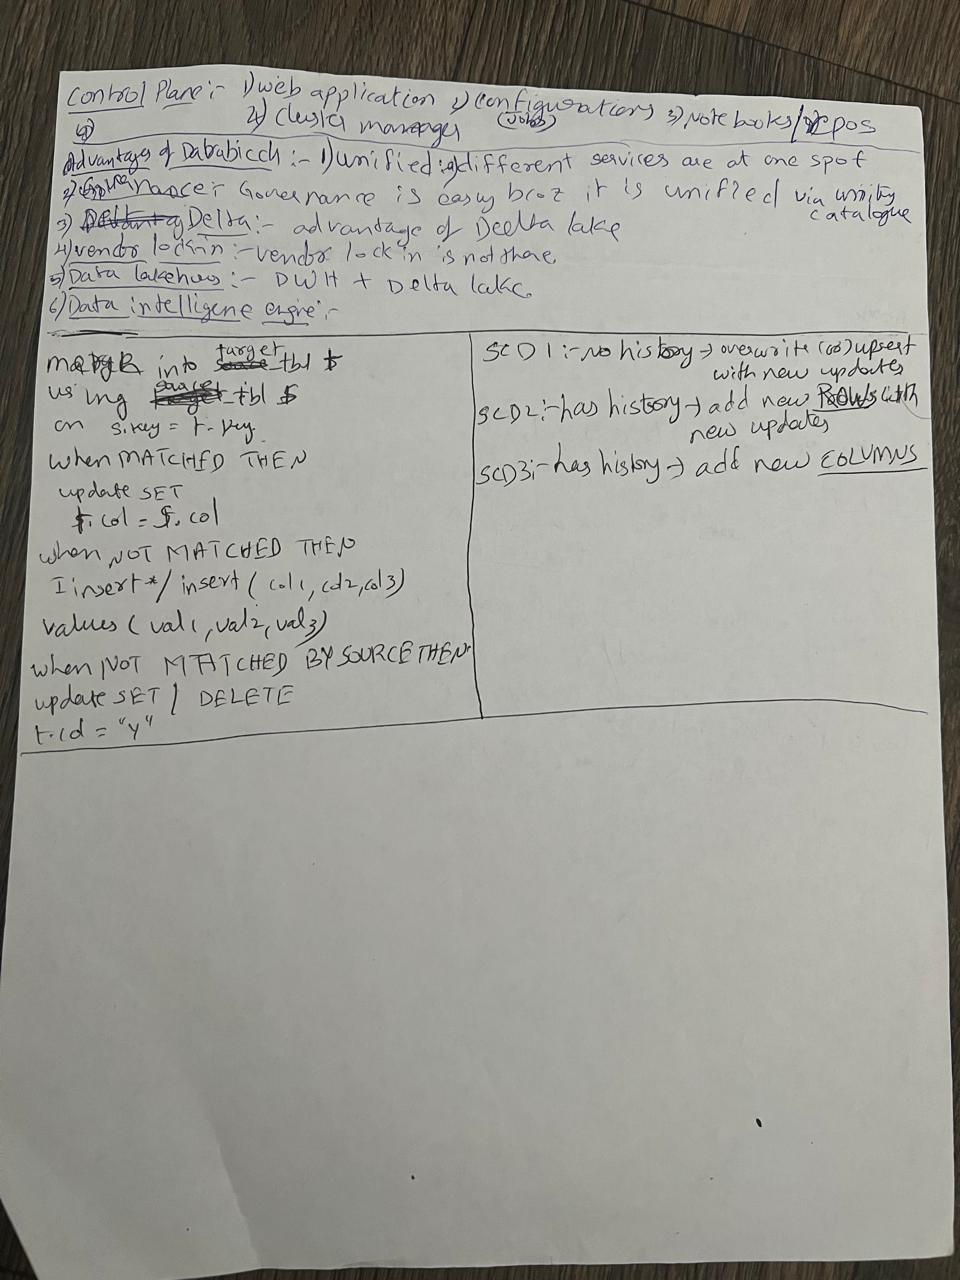 Control Plane:- 1) web application 2) Configurations 3) Note books/repos
(Jobs)
4) Cluster manager
Advantages of Dababicch :- 1) unified : different services are at one spot
2) Governance:- Governance is easy bcoz it is unified via unity
catalogue
3) Delta:- advantage of Deelta lake
4) vendor lockin :- vendor lock in is not there.
5) Data lakehous :- DWH + Delta lake.
6) Data intelligene engine :-
merge into target tbl t
using source tbl s
on s.key = t.key
when MATCHED THEN
update SET
t.col = s.col
when NOT MATCHED THEN
Iinsert*/ insert ( col1, col2, col3)
values ( val1, val2, val3)
when NOT MATCHED BY SOURCE THEN
update SET / DELETE
t.id = "y"
SCD1 :- no history → overwrite (or) upsert
with new updates
SCD2 :- has history → add new ROWS with
new updates
SCD3:- has history → add new COLUMNS